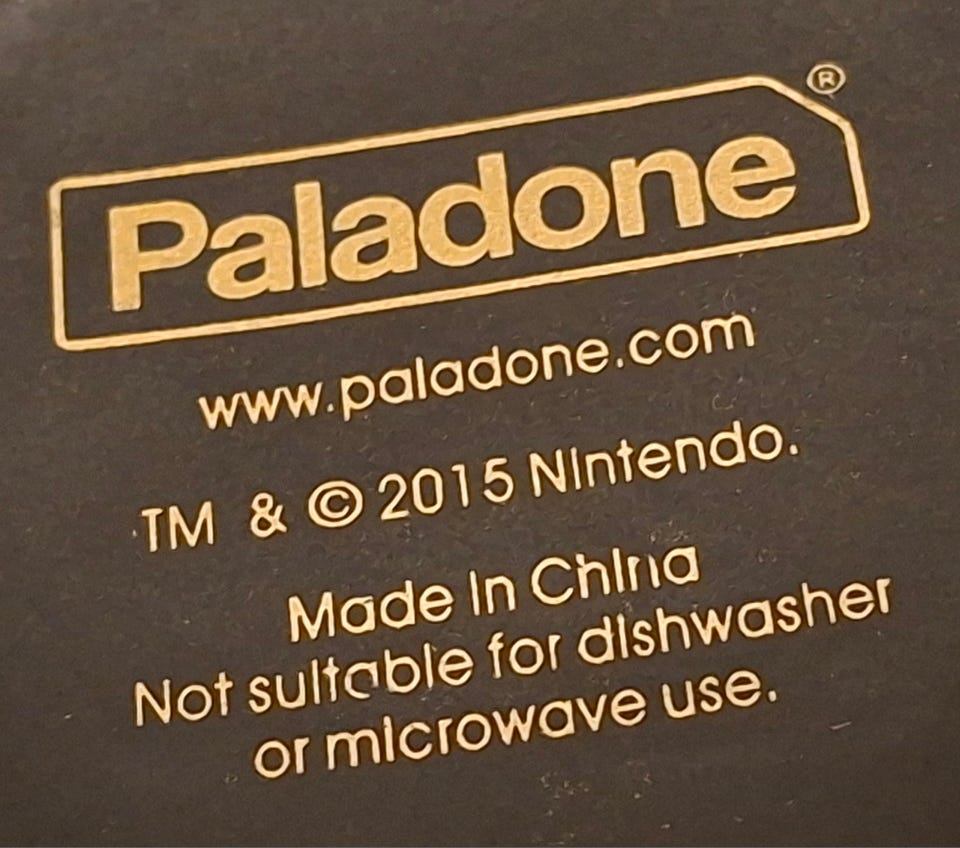 Paladone®
www.paladone.com
TM & © 2015 Nintendo.
Made in China
Not suitable for dishwasher
or microwave use.